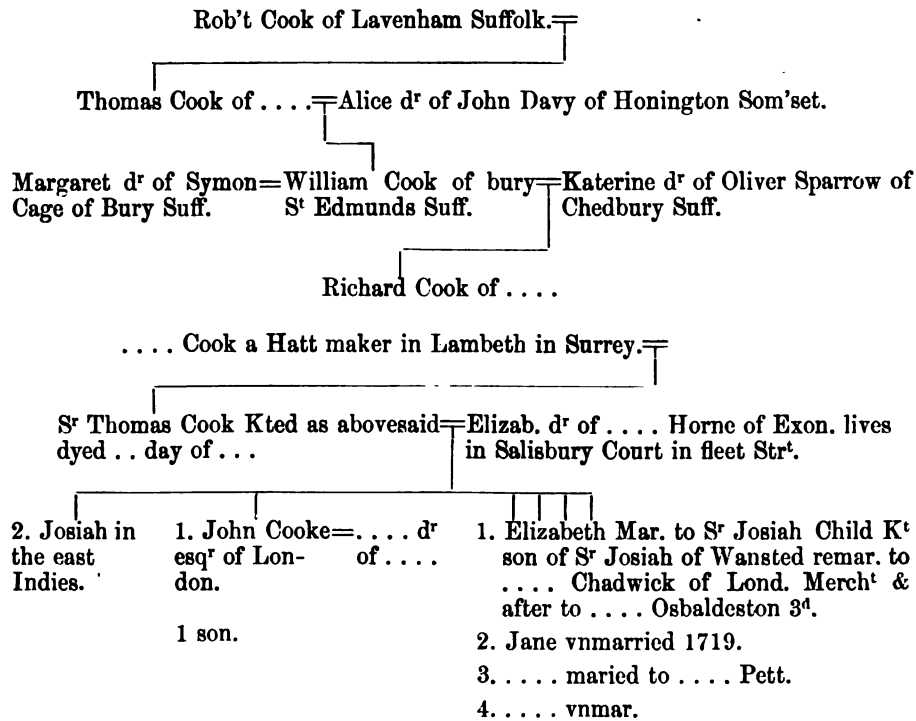 Rob't Cook of Lavenham Suffolk.=
Thomas Cook of . . . .=Alice dʳ of John Davy of Honington Som'set.
Margaret dʳ of Symon=William Cook of bury=Katerine dʳ of Oliver Sparrow of
Cage of Bury Suff. Sᵗ Edmunds Suff. Chedbury Suff.
Richard Cook of . . . .
. . . . Cook a Hatt maker in Lambeth in Surrey.=
Sʳ Thomas Cook Kted as abovesaid=Elizab. dʳ of . . . . Horne of Exon. lives
dyed . . day of . . . in Salisbury Court in fleet Strᵗ.
2. Josiah in
the east
Indies.
1. John Cooke=. . . . dʳ
esqʳ of Lon- of . . . .
don.
1 son.
1. Elizabeth Mar. to Sʳ Josiah Child Kᵗ
son of Sʳ Josiah of Wansted remar. to
. . . . Chadwick of Lond. Merchᵗ &
after to . . . . Osbaldeston 3ᵈ.
2. Jane vnmarried 1719.
3. . . . . maried to . . . . Pett.
4. . . . . vnmar.